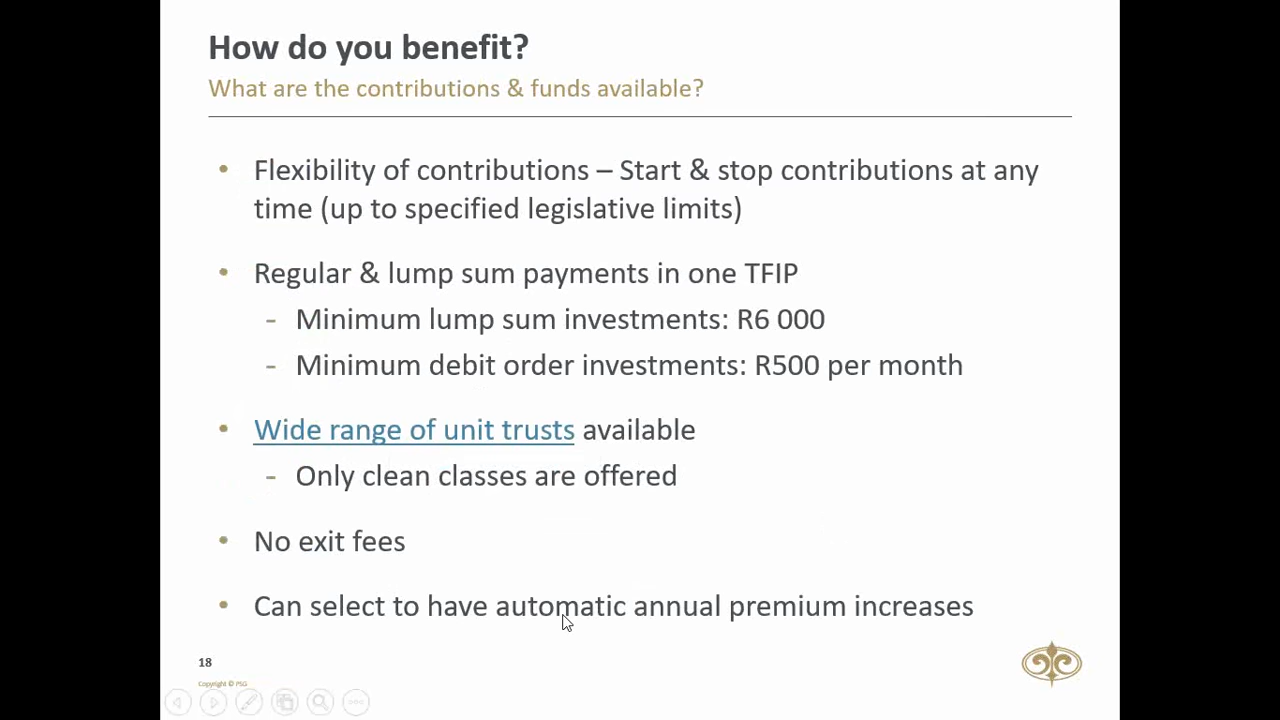 How do you benefit?
What are the contributions & funds available?
• Flexibility of contributions – Start & stop contributions at any
time (up to specified legislative limits)
• Regular & lump sum payments in one TFIP
- Minimum lump sum investments: R6 000
- Minimum debit order investments: R500 per month
• Wide range of unit trusts available
- Only clean classes are offered
• No exit fees
• Can select to have automatic annual premium increases
18
Copyright © PSG